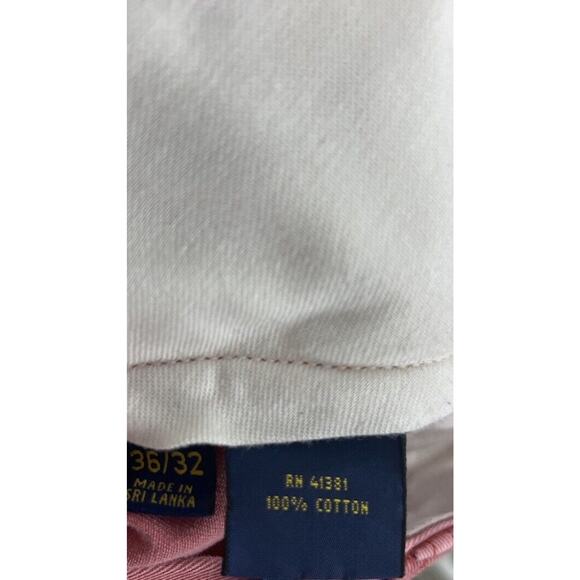 36/32
MADE IN
SRI LANKA
RN 41381
100% COTTON